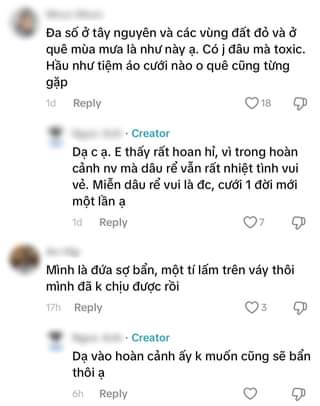 Đa số ở tây nguyên và các vùng đất đỏ và ở
quê mùa mưa là như này ạ. Có j đâu mà toxic.
Hầu như tiệm áo cưới nào o quê cũng từng
gặp
1d Reply 18
· Creator
Dạ c ạ. E thấy rất hoan hỉ, vì trong hoàn
cảnh nv mà dâu rể vẫn rất nhiệt tình vui
vẻ. Miễn dâu rể vui là đc, cưới 1 đời mới
một lần ạ
1d Reply 7
Mình là đứa sợ bẩn, một tí lấm trên váy thôi
mình đã k chịu được rồi
17h Reply 3
· Creator
Dạ vào hoàn cảnh ấy k muốn cũng sẽ bẩn
thôi ạ
6h Reply